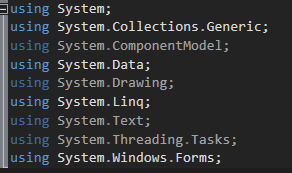 using System;
using System.Collections.Generic;
using System.ComponentModel;
using System.Data;
using System.Drawing;
using System.Linq;
using System.Text;
using System.Threading.Tasks;
using System.Windows.Forms;